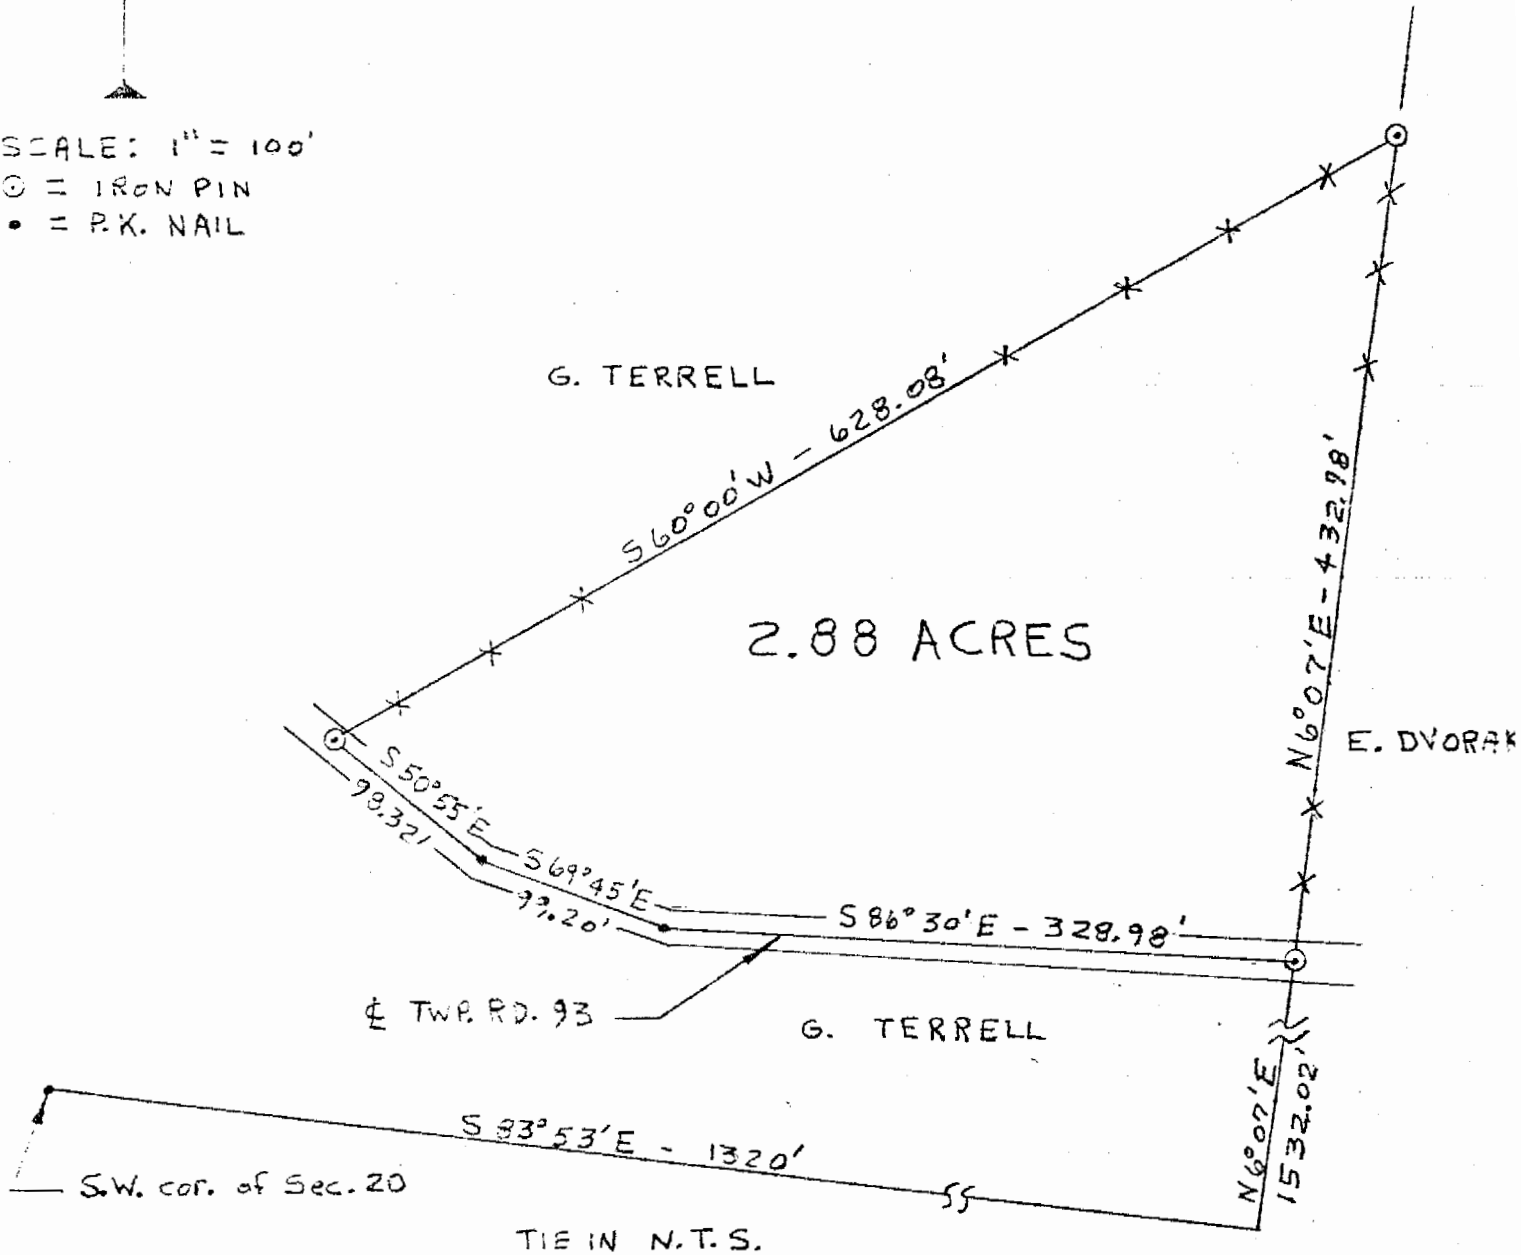 SCALE: 1" = 100'
⊙ = IRON PIN
• = P.K. NAIL
G. TERRELL
S 60°00' W - 628.08'
2.88 ACRES
N 6°07' E - 432.98'
E. DVORAK
S 50°55' E
98.32'
S 69°45' E
99.20'
S 86°30' E - 328.98'
℄ TWP. RD. 93
G. TERRELL
N 6°07' E
1532.02'
S 83°53' E - 1320'
S.W. cor. of Sec. 20
TIE IN N.T.S.